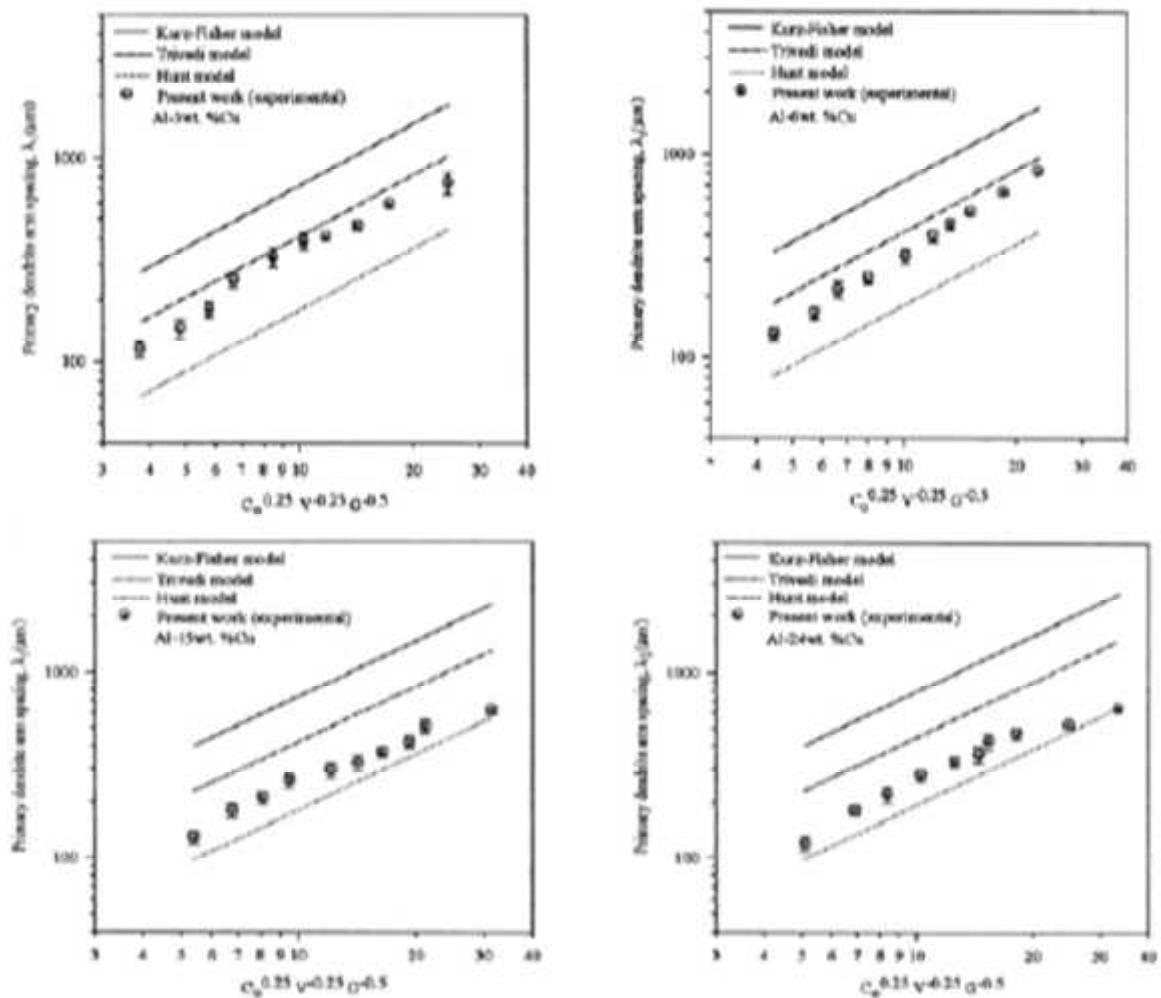 Kurz-Fisher model
Trivedi model
Hunt model
Present work (experimental)
Al-3wt. %Cu
Primary dendrite arm spacing, λ₁(μm)
1000
100
3 4 5 6 7 8 9 10 20 30 40
C₀^0.25 V^-0.25 G^-0.5
Kurz-Fisher model
Trivedi model
Hunt model
Present work (experimental)
Al-6wt. %Cu
Primary dendrite arm spacing, λ₁(μm)
1000
100
3 4 5 6 7 8 9 10 20 30 40
C₀^0.25 V^-0.25 G^-0.5
Kurz-Fisher model
Trivedi model
Hunt model
Present work (experimental)
Al-15wt. %Cu
Primary dendrite arm spacing, λ₁(μm)
1000
100
3 4 5 6 7 8 9 10 20 30 40
C₀^0.25 V^-0.25 G^-0.5
Kurz-Fisher model
Trivedi model
Hunt model
Present work (experimental)
Al-24wt. %Cu
Primary dendrite arm spacing, λ₁(μm)
1000
100
3 4 5 6 7 8 9 10 20 30 40
C₀^0.25 V^-0.25 G^-0.5